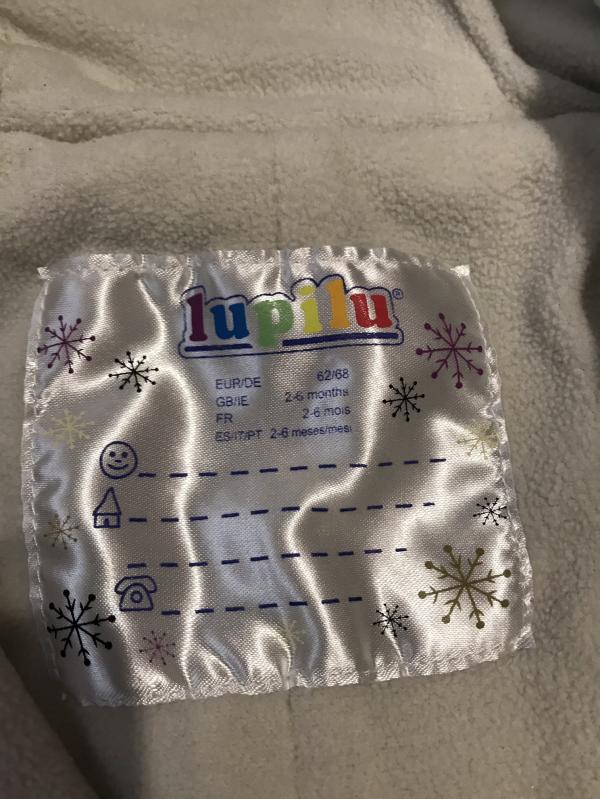 lupilu®
EUR/DE 62/68
GB/IE 2-6 months
FR 2-6 mois
ES/IT/PT 2-6 meses/mesi